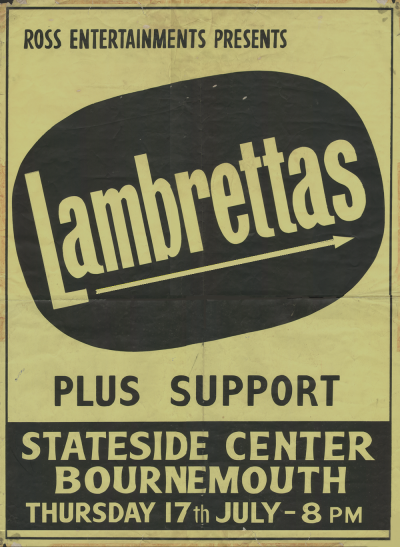 ROSS ENTERTAINMENTS PRESENTS
Lambrettas
PLUS SUPPORT
STATESIDE CENTER
BOURNEMOUTH
THURSDAY 17th JULY - 8 PM